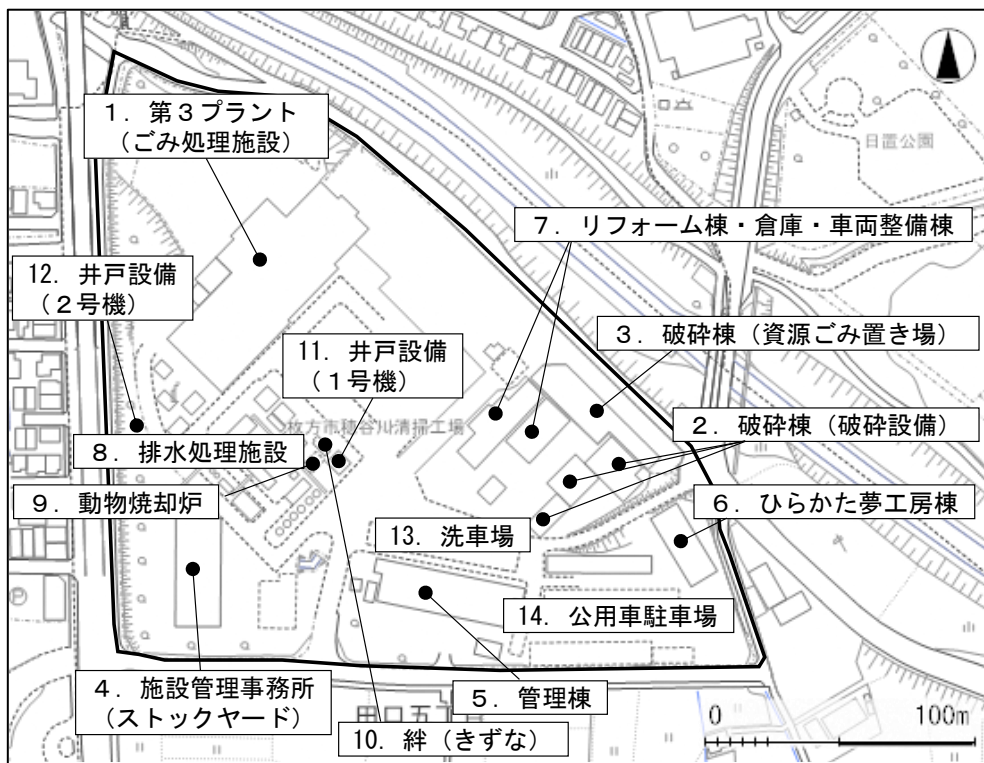 1. 第3プラント
(ごみ処理施設)
日置公園
7. リフォーム棟・倉庫・車両整備棟
12. 井戸設備
(2号機)
3. 破砕棟(資源ごみ置き場)
11. 井戸設備
(1号機)
枚方市穂谷川清掃工場
2. 破砕棟(破砕設備)
8. 排水処理施設
9. 動物焼却炉
6. ひらかた夢工房棟
13. 洗車場
14. 公用車駐車場
4. 施設管理事務所
(ストックヤード)
5. 管理棟
田口五丁目
10. 絆(きずな)
0 100m